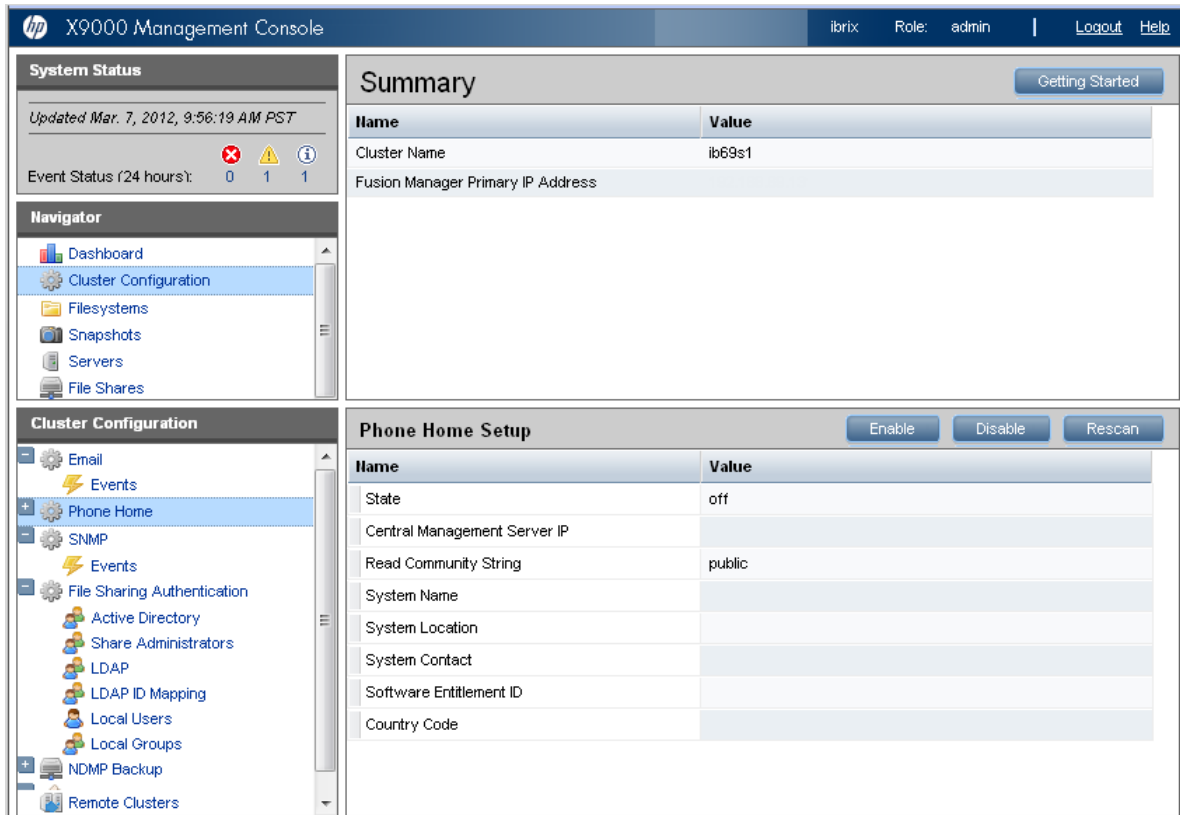 hp X9000 Management Console ibrix Role: admin | Logout Help
System Status
Updated Mar. 7, 2012, 9:56:19 AM PST
Event Status (24 hours): 0 1 1
Navigator
Dashboard
Cluster Configuration
Filesystems
Snapshots
Servers
File Shares
Cluster Configuration
Email
Events
Phone Home
SNMP
Events
File Sharing Authentication
Active Directory
Share Administrators
LDAP
LDAP ID Mapping
Local Users
Local Groups
NDMP Backup
Remote Clusters
Summary Getting Started
Name Value
Cluster Name ib69s1
Fusion Manager Primary IP Address
Phone Home Setup Enable Disable Rescan
Name Value
State off
Central Management Server IP
Read Community String public
System Name
System Location
System Contact
Software Entitlement ID
Country Code